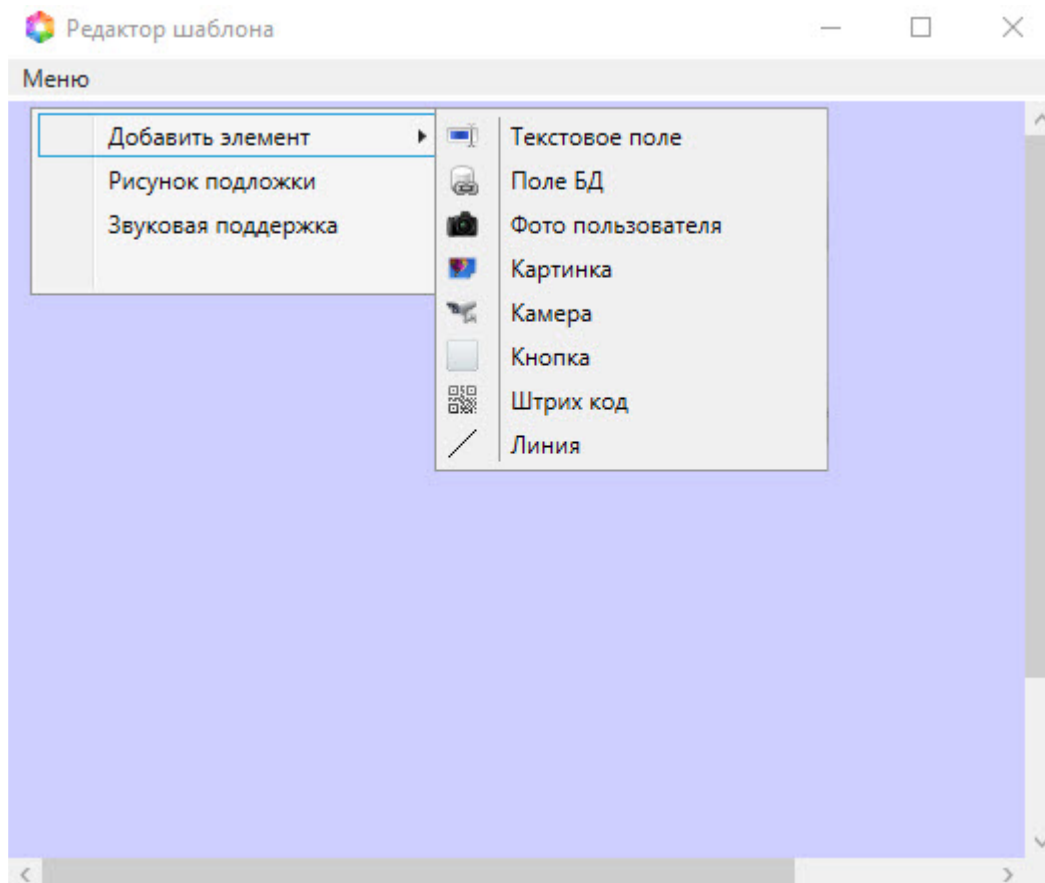 Редактор шаблона
Меню
Добавить элемент
Рисунок подложки
Звуковая поддержка
Текстовое поле
Поле БД
Фото пользователя
Картинка
Камера
Кнопка
Штрих код
Линия